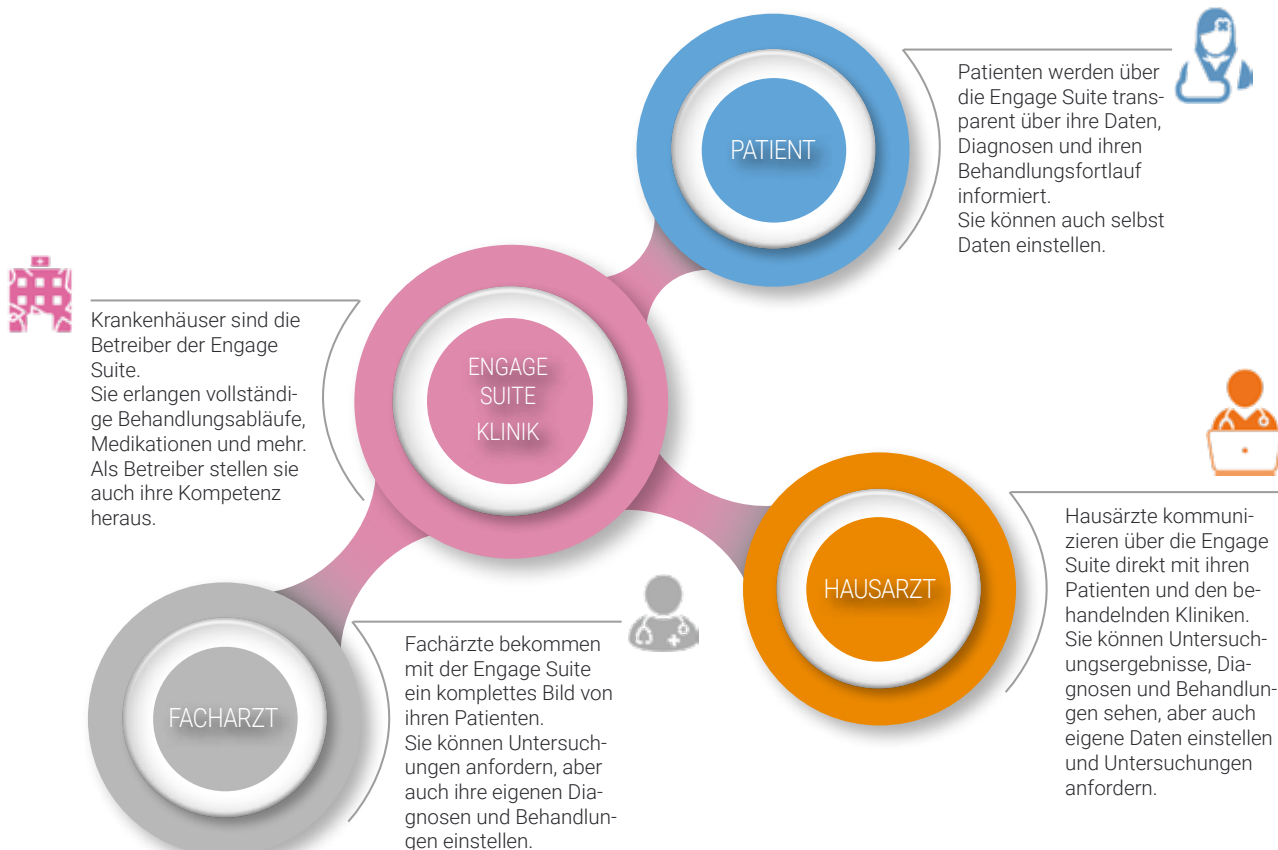 PATIENT
Patienten werden über
die Engage Suite trans-
parent über ihre Daten,
Diagnosen und ihren
Behandlungsfortlauf
informiert.
Sie können auch selbst
Daten einstellen.
Krankenhäuser sind die
Betreiber der Engage
Suite.
Sie erlangen vollständi-
ge Behandlungsabläufe,
Medikationen und mehr.
Als Betreiber stellen sie
auch ihre Kompetenz
heraus.
ENGAGE
SUITE
KLINIK
HAUSARZT
Hausärzte kommuni-
zieren über die Engage
Suite direkt mit ihren
Patienten und den be-
handelnden Kliniken.
Sie können Untersuch-
ungsergebnisse, Dia-
gnosen und Behandlun-
gen sehen, aber auch
eigene Daten einstellen
und Untersuchungen
anfordern.
FACHARZT
Fachärzte bekommen
mit der Engage Suite
ein komplettes Bild von
ihren Patienten.
Sie können Untersuch-
ungen anfordern, aber
auch ihre eigenen Dia-
gnosen und Behandlun-
gen einstellen.